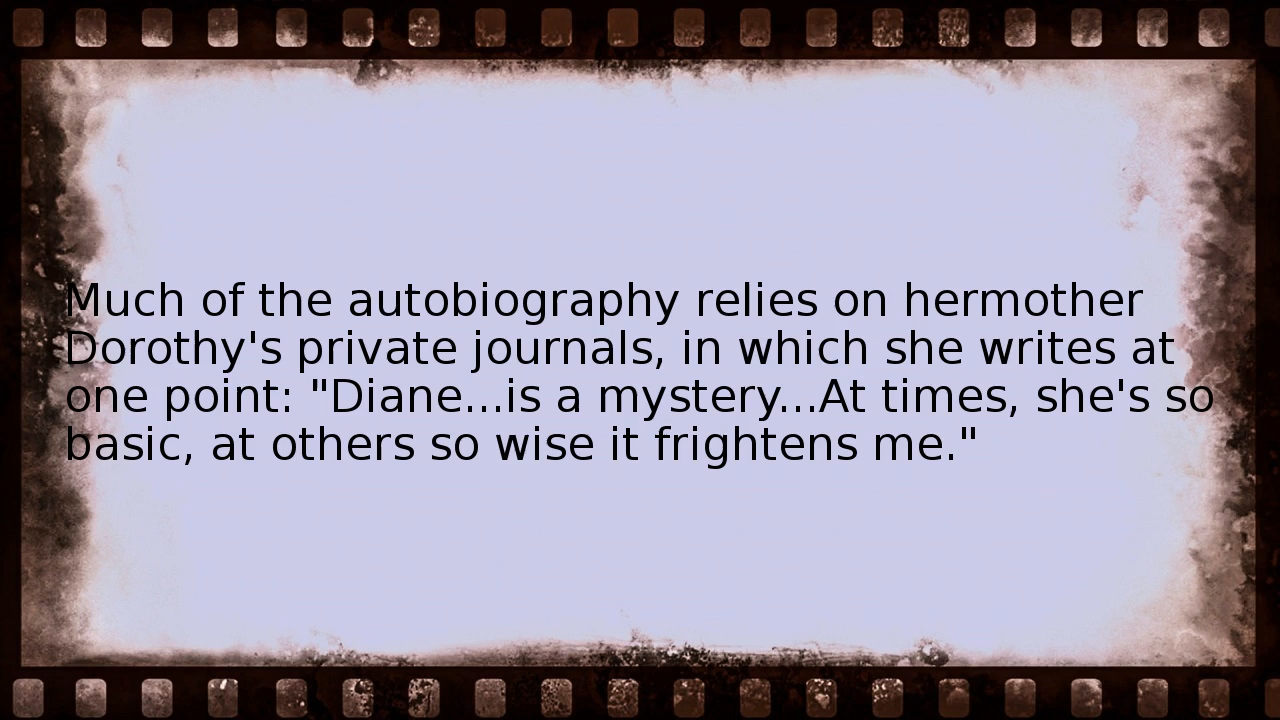 Much of the autobiography relies on hermother
Dorothy's private journals, in which she writes at
one point: "Diane...is a mystery...At times, she's so
basic, at others so wise it frightens me."